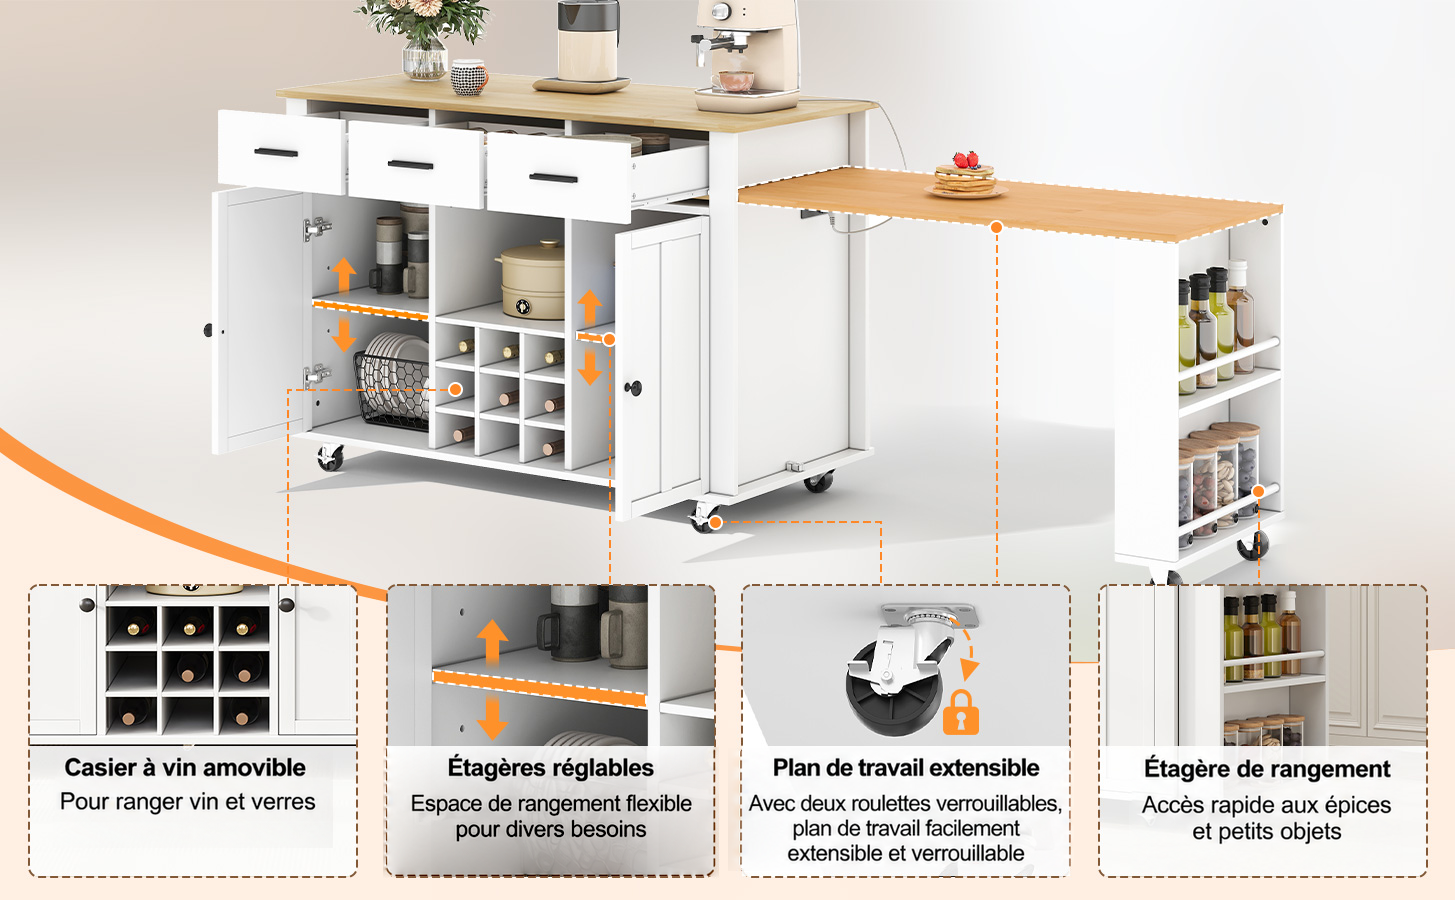 Casier à vin amovible
Pour ranger vin et verres
Étagères réglables
Espace de rangement flexible
pour divers besoins
Plan de travail extensible
Avec deux roulettes verrouillables,
plan de travail facilement
extensible et verrouillable
Étagère de rangement
Accès rapide aux épices
et petits objets